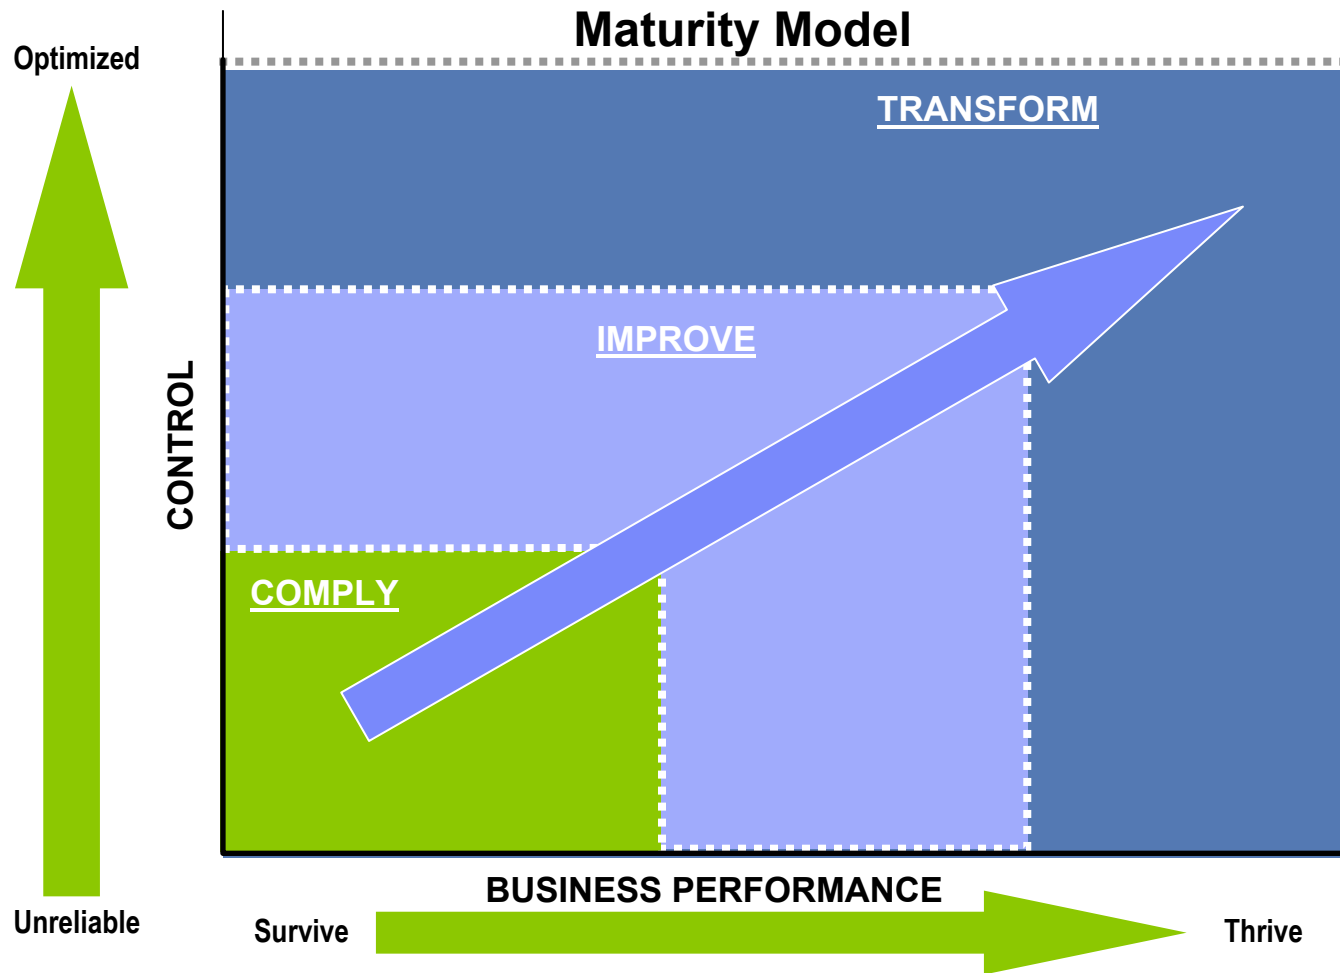 Maturity Model
Optimized
TRANSFORM
IMPROVE
CONTROL
COMPLY
BUSINESS PERFORMANCE
Unreliable
Survive
Thrive